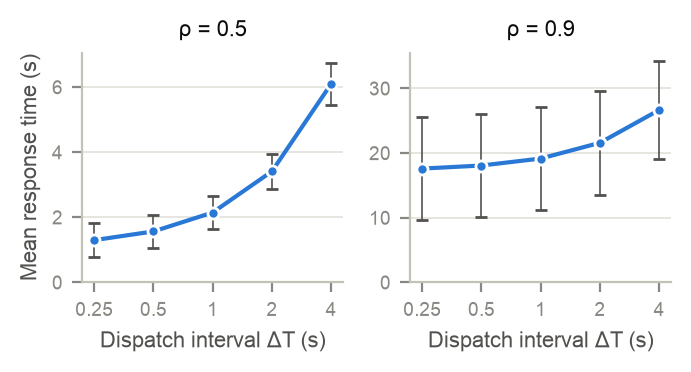 ρ = 0.5
Mean response time (s)
6
4
2
0
0.25 0.5 1 2 4
Dispatch interval ΔT (s)
ρ = 0.9
30
20
10
0
0.25 0.5 1 2 4
Dispatch interval ΔT (s)